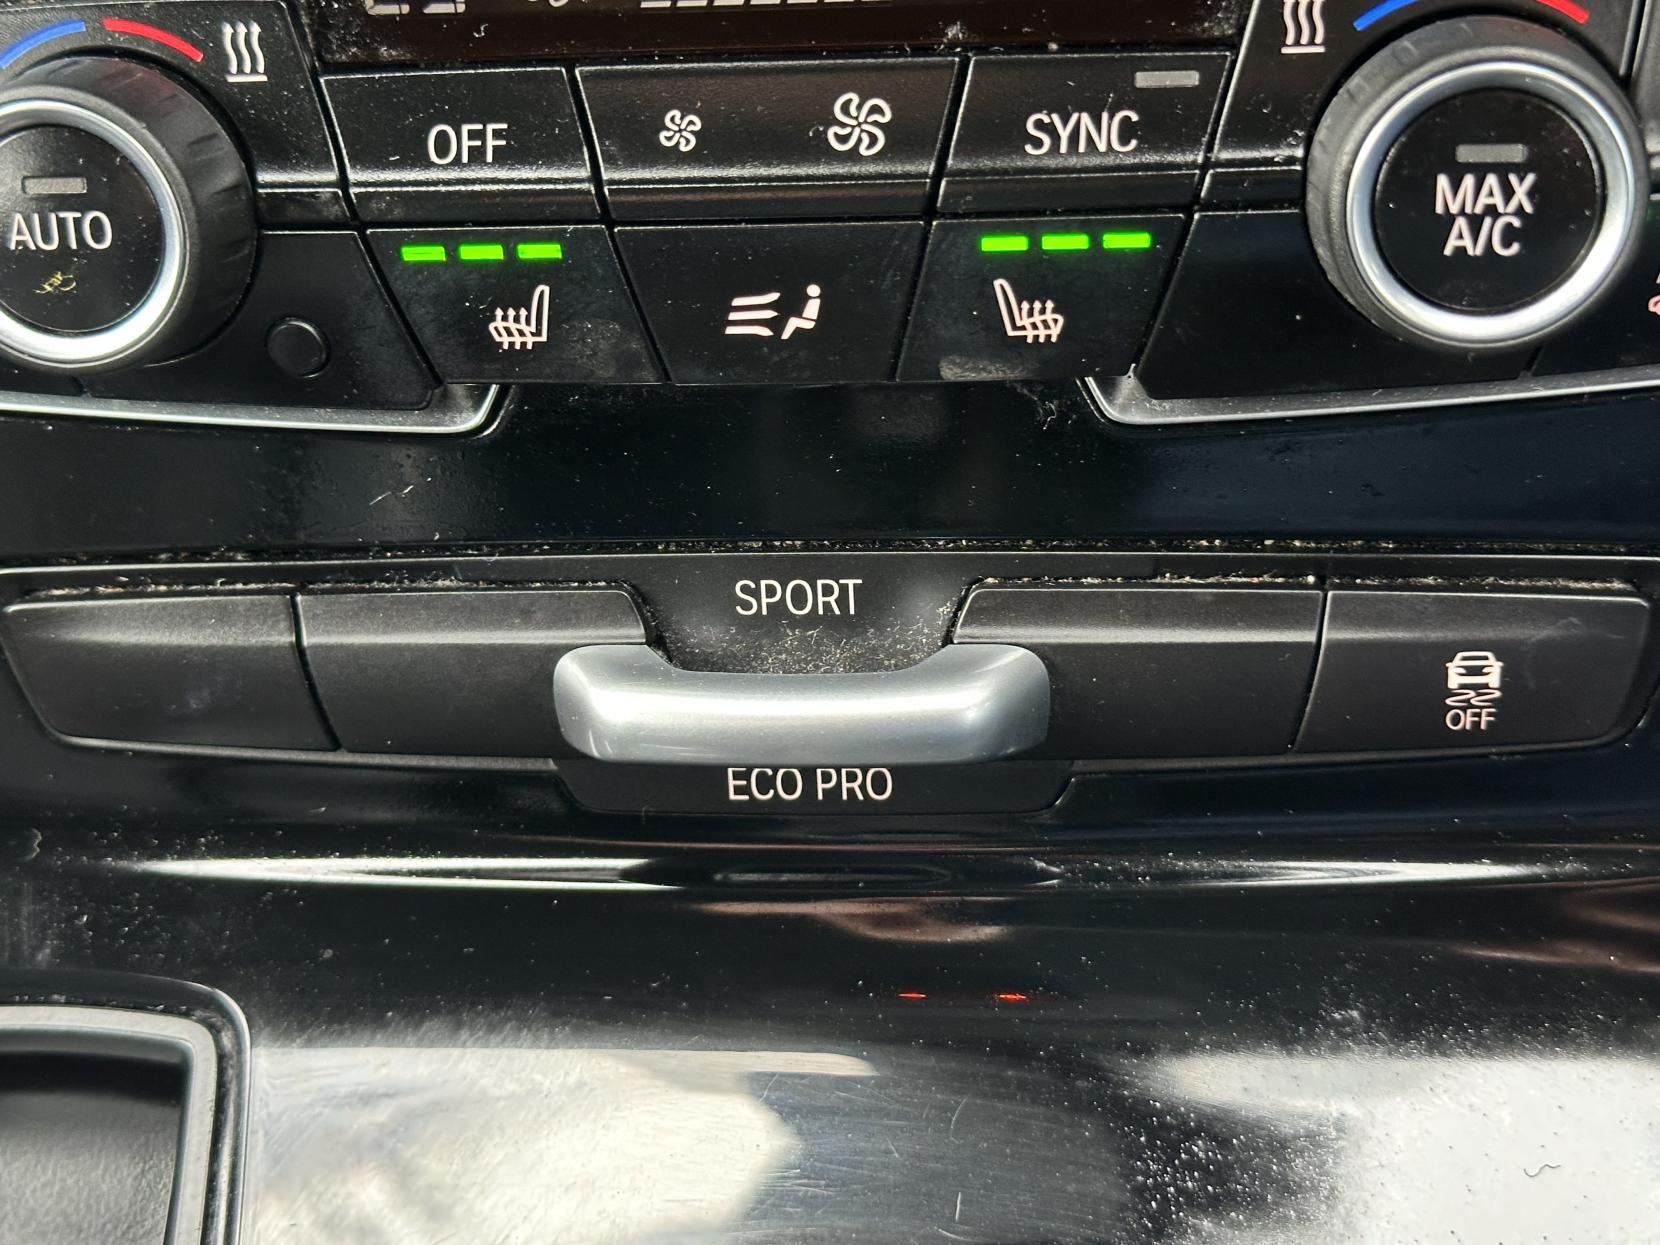 OFF
SYNC
AUTO
MAX
A/C
SPORT
OFF
ECO PRO